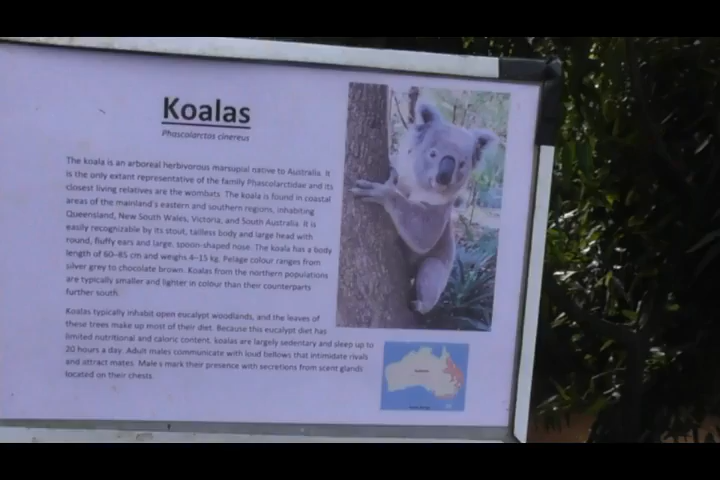 Koalas
Phascolarctos cinereus
The koala is an arboreal herbivorous marsupial native to Australia. It
is the only extant representative of the family Phascolarctidae and its
closest living relatives are the wombats. The koala is found in coastal
areas of the mainland's eastern and southern regions, inhabiting
Queensland, New South Wales, Victoria, and South Australia. It is
easily recognizable by its stout, tailless body and large head with
round, fluffy ears and large, spoon-shaped nose. The koala has a body
length of 60–85 cm and weighs 4–15 kg. Pelage colour ranges from
silver grey to chocolate brown. Koalas from the northern populations
are typically smaller and lighter in colour than their counterparts
further south.
Koalas typically inhabit open eucalypt woodlands, and the leaves of
these trees make up most of their diet. Because this eucalypt diet has
limited nutritional and caloric content, koalas are largely sedentary and sleep up to
20 hours a day. Adult males communicate with loud bellows that intimidate rivals
and attract mates. Male s mark their presence with secretions from scent glands
located on their chests.